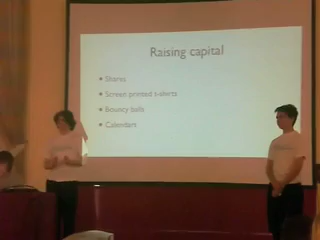 Raising capital
• Shares
• Screen printed t-shirts
• Bouncy balls
• Calendars